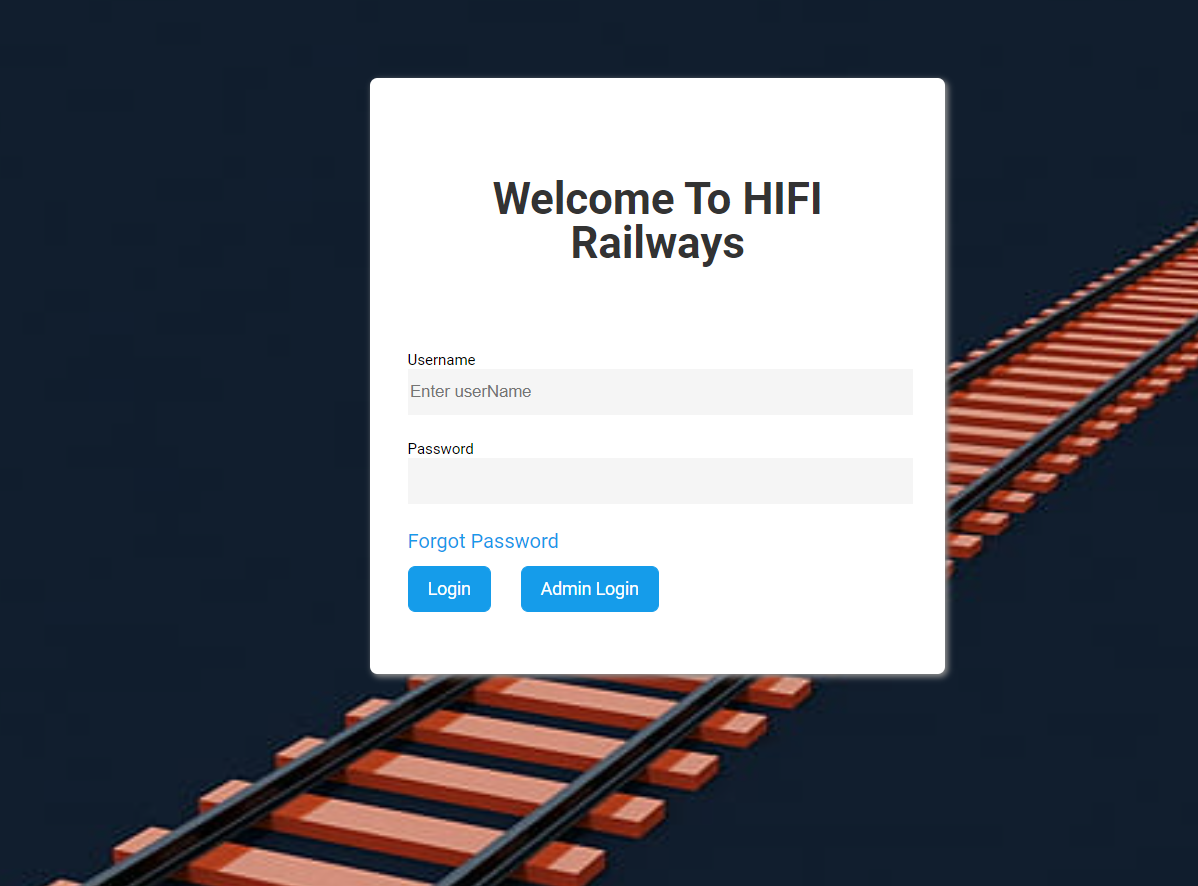 Welcome To HIFI
Railways
Username
Enter userName
Password
Forgot Password
Login Admin Login